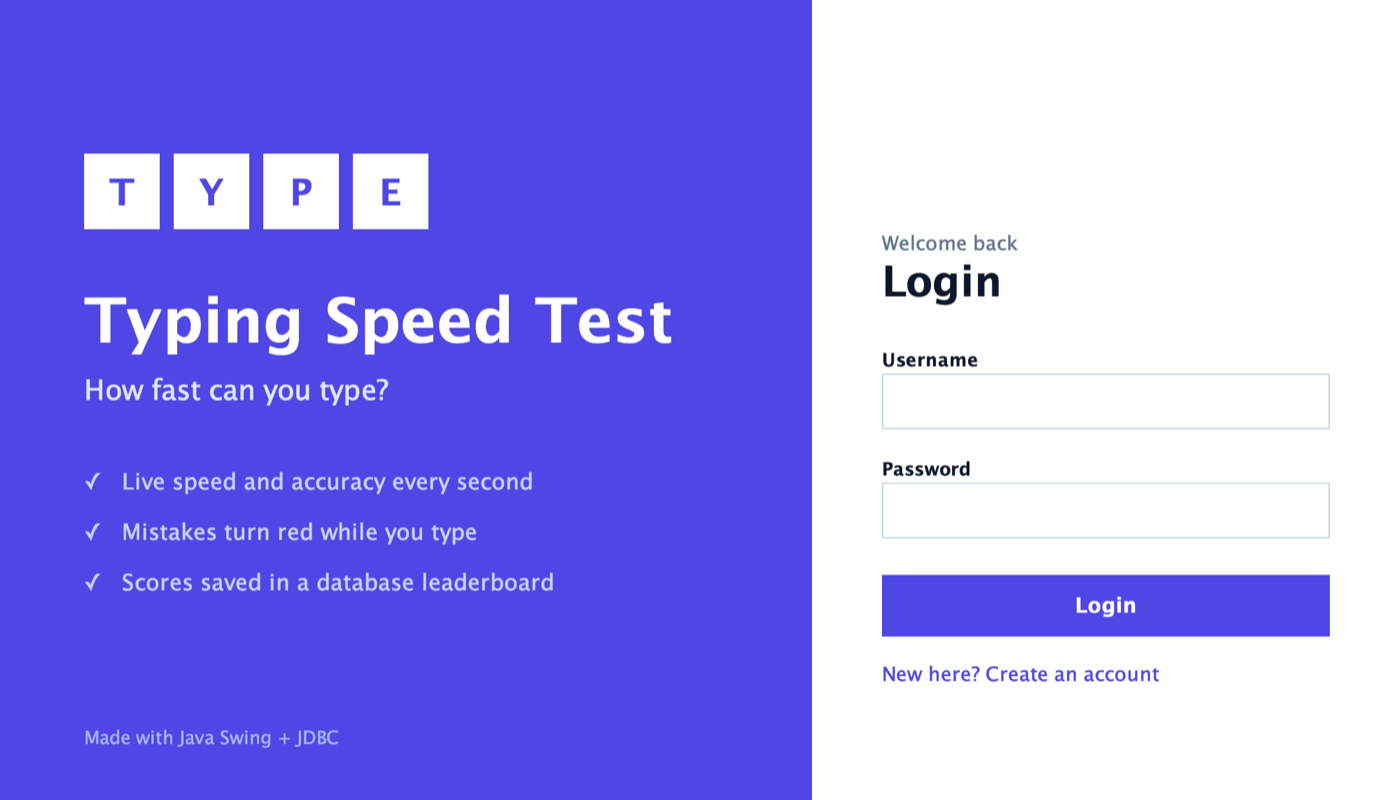 T Y P E
Typing Speed Test
How fast can you type?
✓ Live speed and accuracy every second
✓ Mistakes turn red while you type
✓ Scores saved in a database leaderboard
Made with Java Swing + JDBC
Welcome back
Login
Username
Password
Login
New here? Create an account